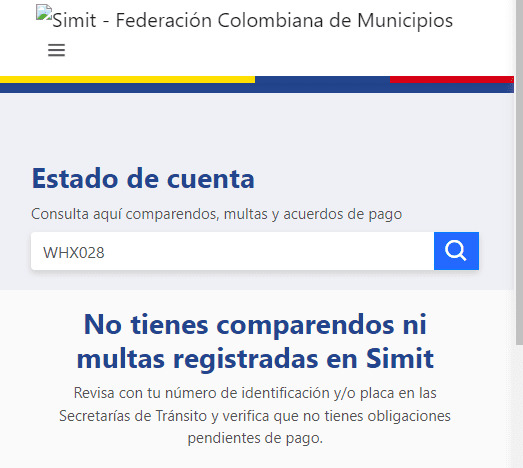 Simit - Federación Colombiana de Municipios
Estado de cuenta
Consulta aquí comparendos, multas y acuerdos de pago
WHX028
No tienes comparendos ni
multas registradas en Simit
Revisa con tu número de identificación y/o placa en las
Secretarías de Tránsito y verifica que no tienes obligaciones
pendientes de pago.